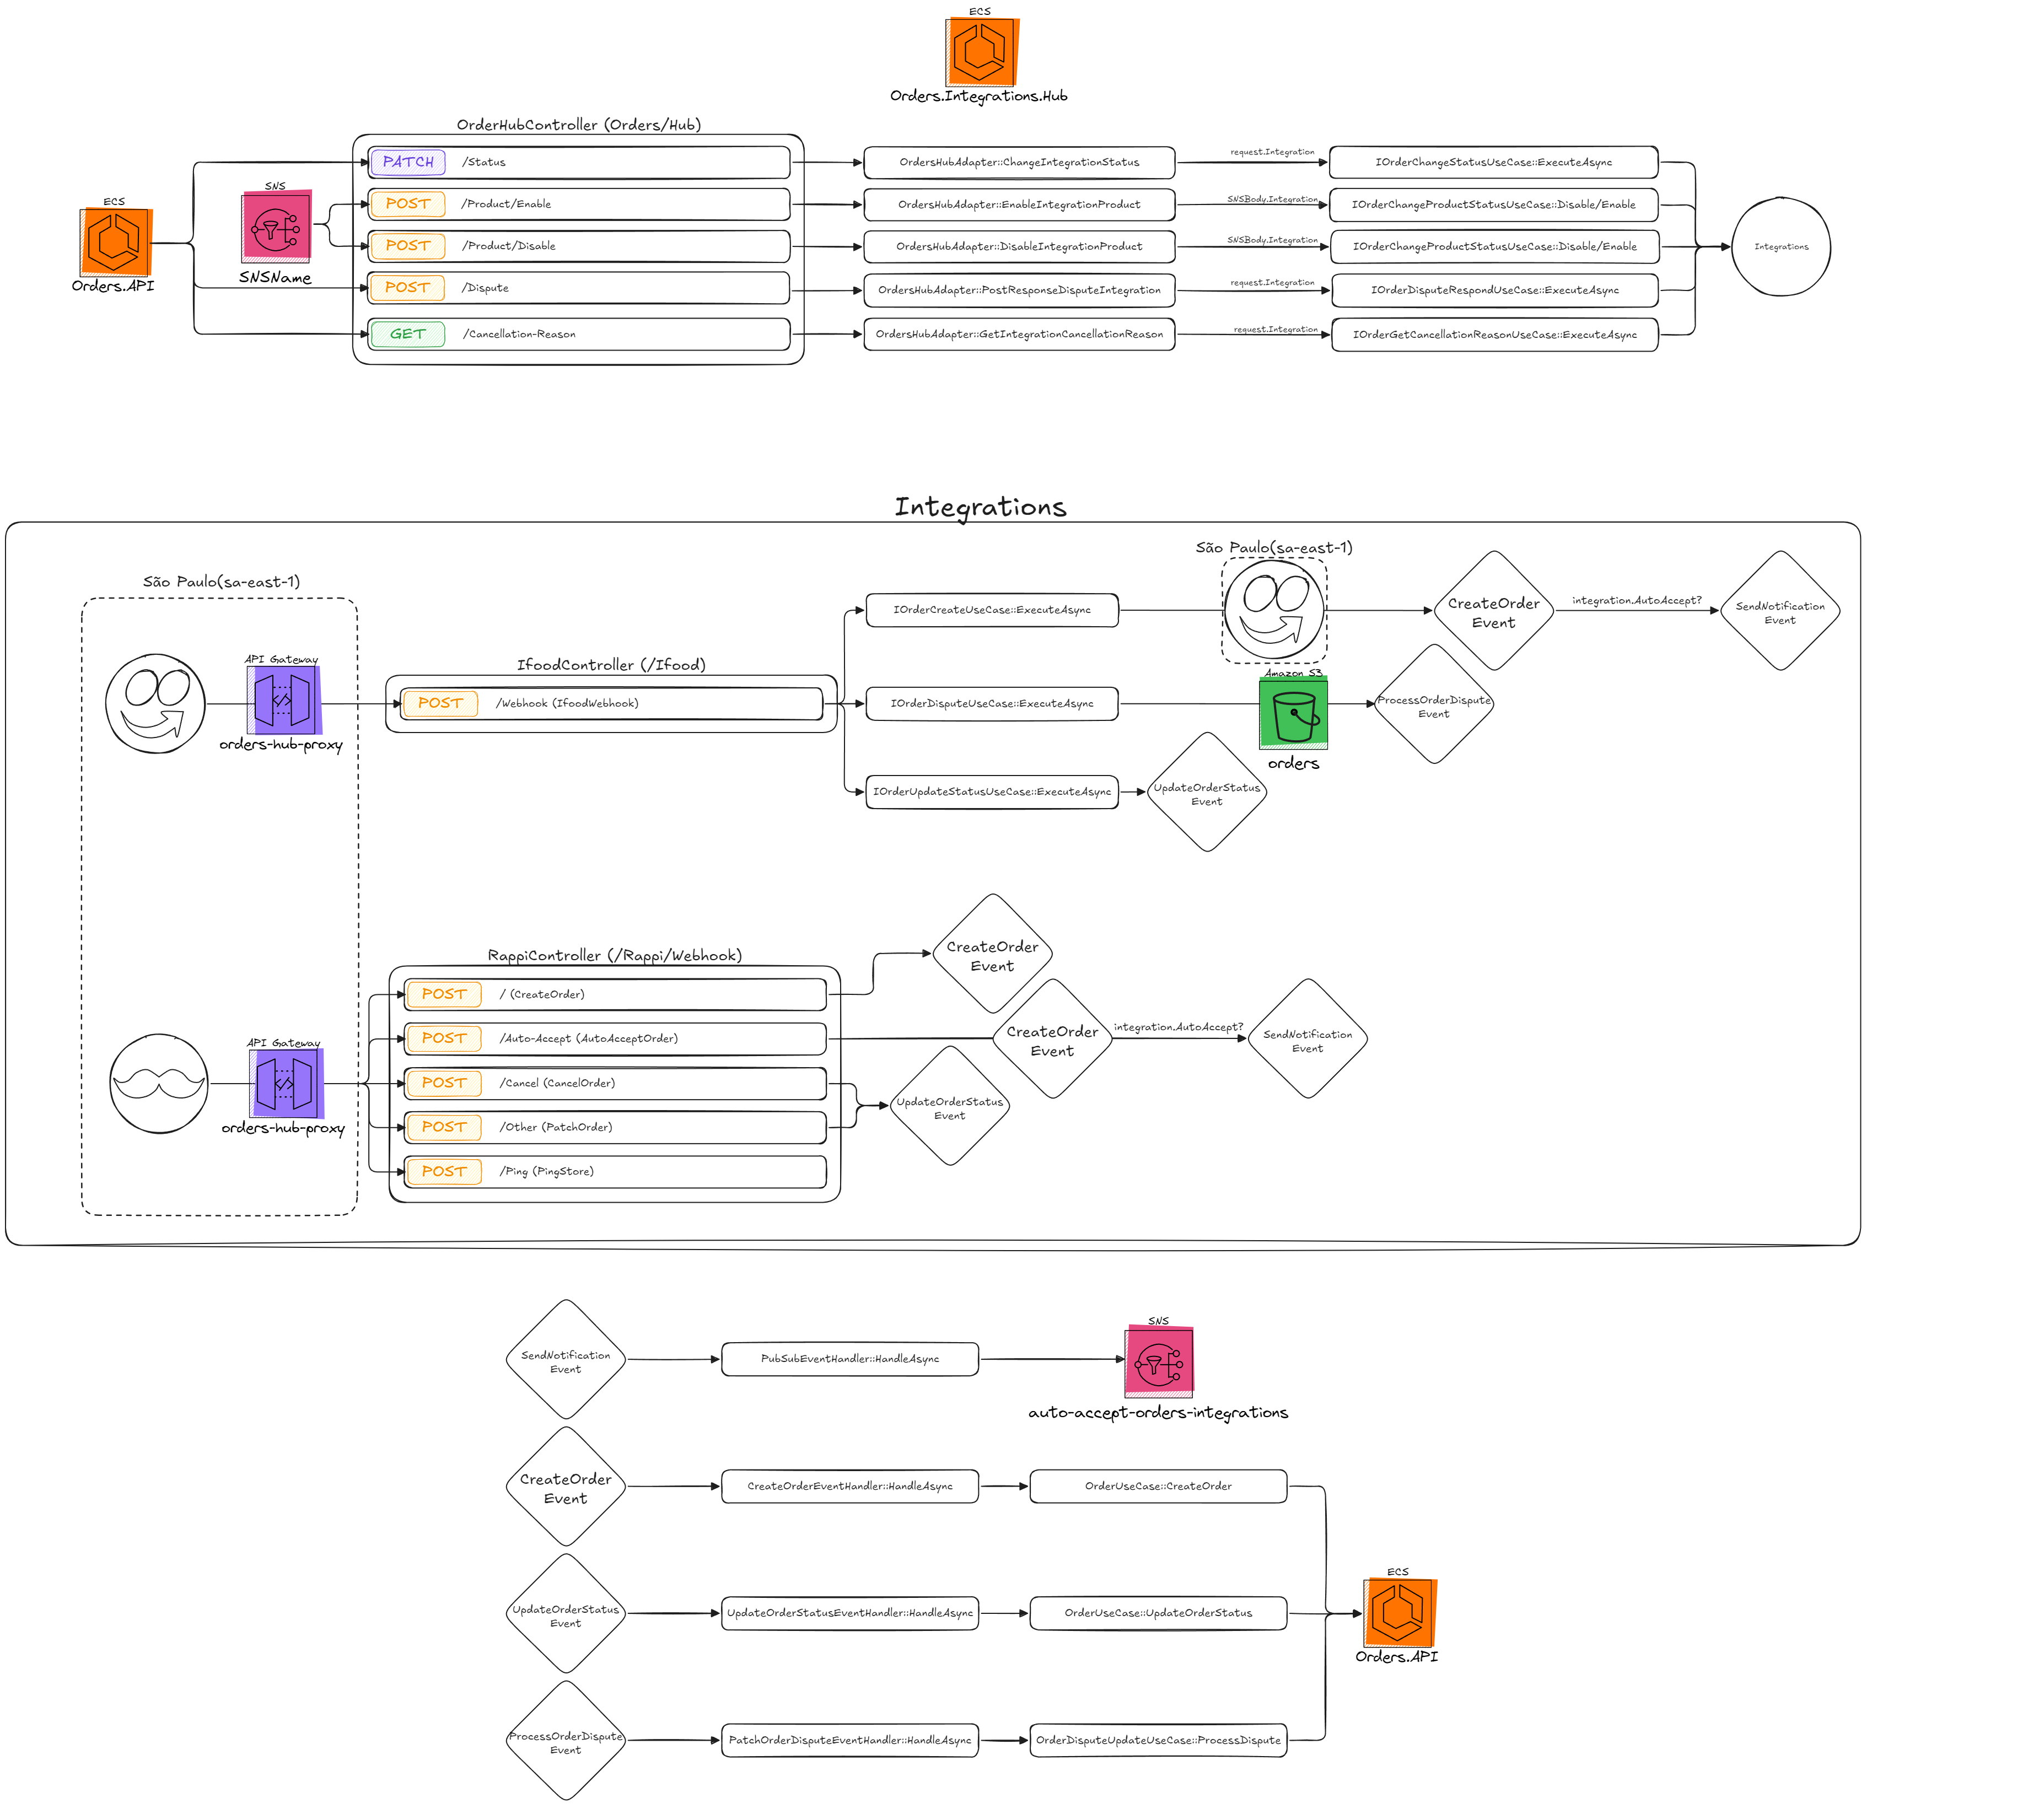 ECS
Orders.Integrations.Hub
OrderHubController (Orders/Hub)
PATCH /Status
OrdersHubAdapter::ChangeIntegrationStatus
request.Integration
IOrderChangeStatusUseCase::ExecuteAsync
SNS
SNSName
ECS
Orders.API
POST /Product/Enable
OrdersHubAdapter::EnableIntegrationProduct
SNSBody.Integration
IOrderChangeProductStatusUseCase::Disable/Enable
POST /Product/Disable
OrdersHubAdapter::DisableIntegrationProduct
SNSBody.Integration
IOrderChangeProductStatusUseCase::Disable/Enable
Integrations
POST /Dispute
OrdersHubAdapter::PostResponseDisputeIntegration
request.Integration
IOrderDisputeRespondUseCase::ExecuteAsync
GET /Cancellation-Reason
OrdersHubAdapter::GetIntegrationCancellationReason
request.Integration
IOrderGetCancellationReasonUseCase::ExecuteAsync
Integrations
São Paulo(sa-east-1)
API Gateway
orders-hub-proxy
IfoodController (/Ifood)
POST /Webhook (IfoodWebhook)
IOrderCreateUseCase::ExecuteAsync
São Paulo(sa-east-1)
CreateOrder
Event
integration.AutoAccept?
SendNotification
Event
IOrderDisputeUseCase::ExecuteAsync
Amazon S3
orders
ProcessOrderDispute
Event
IOrderUpdateStatusUseCase::ExecuteAsync
UpdateOrderStatus
Event
API Gateway
orders-hub-proxy
RappiController (/Rappi/Webhook)
POST / (CreateOrder)
CreateOrder
Event
POST /Auto-Accept (AutoAcceptOrder)
CreateOrder
Event
integration.AutoAccept?
SendNotification
Event
POST /Cancel (CancelOrder)
POST /Other (PatchOrder)
UpdateOrderStatus
Event
POST /Ping (PingStore)
SendNotification
Event
PubSubEventHandler::HandleAsync
SNS
auto-accept-orders-integrations
CreateOrder
Event
CreateOrderEventHandler::HandleAsync
OrderUseCase::CreateOrder
UpdateOrderStatus
Event
UpdateOrderStatusEventHandler::HandleAsync
OrderUseCase::UpdateOrderStatus
ECS
Orders.API
ProcessOrderDispute
Event
PatchOrderDisputeEventHandler::HandleAsync
OrderDisputeUpdateUseCase::ProcessDispute